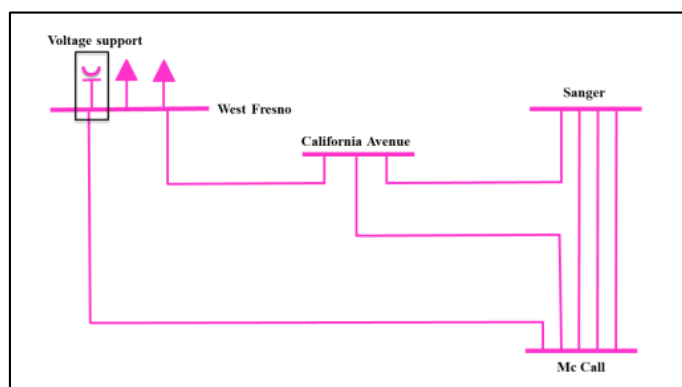 Voltage support
West Fresno
Sanger
California Avenue
Mc Call